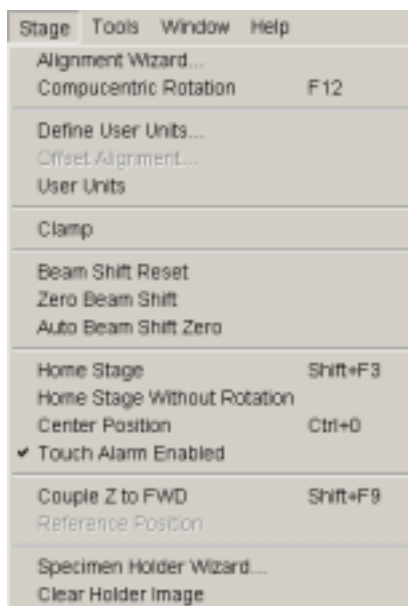 Stage Tools Window Help
Alignment Wizard...
Compucentric Rotation F12
Define User Units...
Offset Alignment...
User Units
Clamp
Beam Shift Reset
Zero Beam Shift
Auto Beam Shift Zero
Home Stage Shift+F3
Home Stage Without Rotation
Center Position Ctrl+0
Touch Alarm Enabled
Couple Z to FWD Shift+F9
Reference Position
Specimen Holder Wizard...
Clear Holder Image